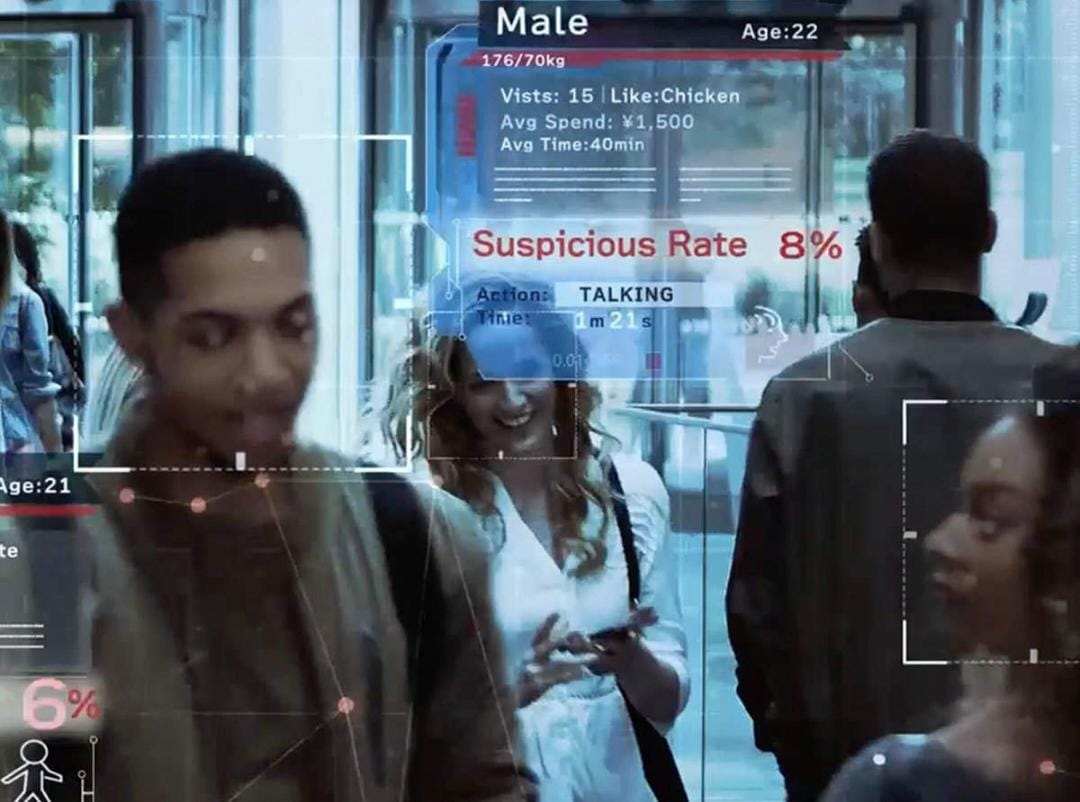 Male
Age:22
176/70kg
Vists: 15 | Like:Chicken
Avg Spend: ¥1,500
Avg Time:40min
Suspicious Rate 8%
Action: TALKING
Time: 1m 21s
Age:21
te
6%